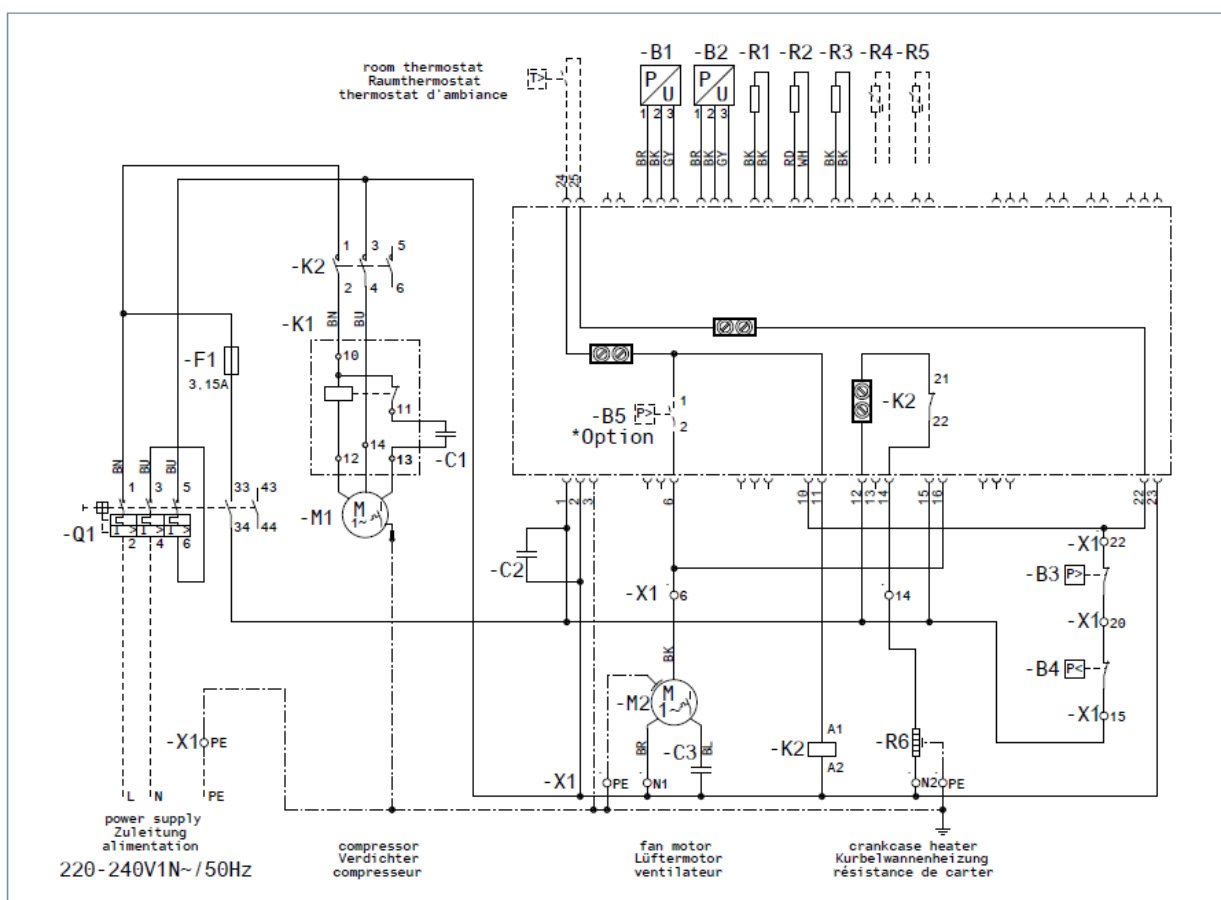 -B1 -B2 -R1 -R2 -R3 -R4 -R5
room thermostat
Raumthermostat
thermostat d'ambiance
T>
P U
P U
1 2 3
1 2 3
BR BK GY
BR BK GY
BK BK
RD WH
BK BK
24 25
1 3 5
-K2
2 4 6
BN BU
-K1
10
-F1
3,15A
11
12 14 13
-C1
-M1
M
1~
-B5 P>
*Option
1
2
-K2
21
22
BN BU BU
1 3 5 33 43
-Q1
I> I> I>
2 4 6 34 44
1 2 3 6 10 11 12 13 14 15 16 22 23
-C2
-X1 6
14
-X1 22
-B3 P>
-X1 20
-B4 P<
-X1 15
BK
-M2
M
1~
BR
-C3
BL
-K2
A1
A2
-R6
-X1 PE
-X1
PE N1 N2 PE
L N PE
power supply
Zuleitung
alimentation
220-240V1N~/50Hz
compressor
Verdichter
compresseur
fan motor
Lüftermotor
ventilateur
crankcase heater
Kurbelwannenheizung
résistance de carter